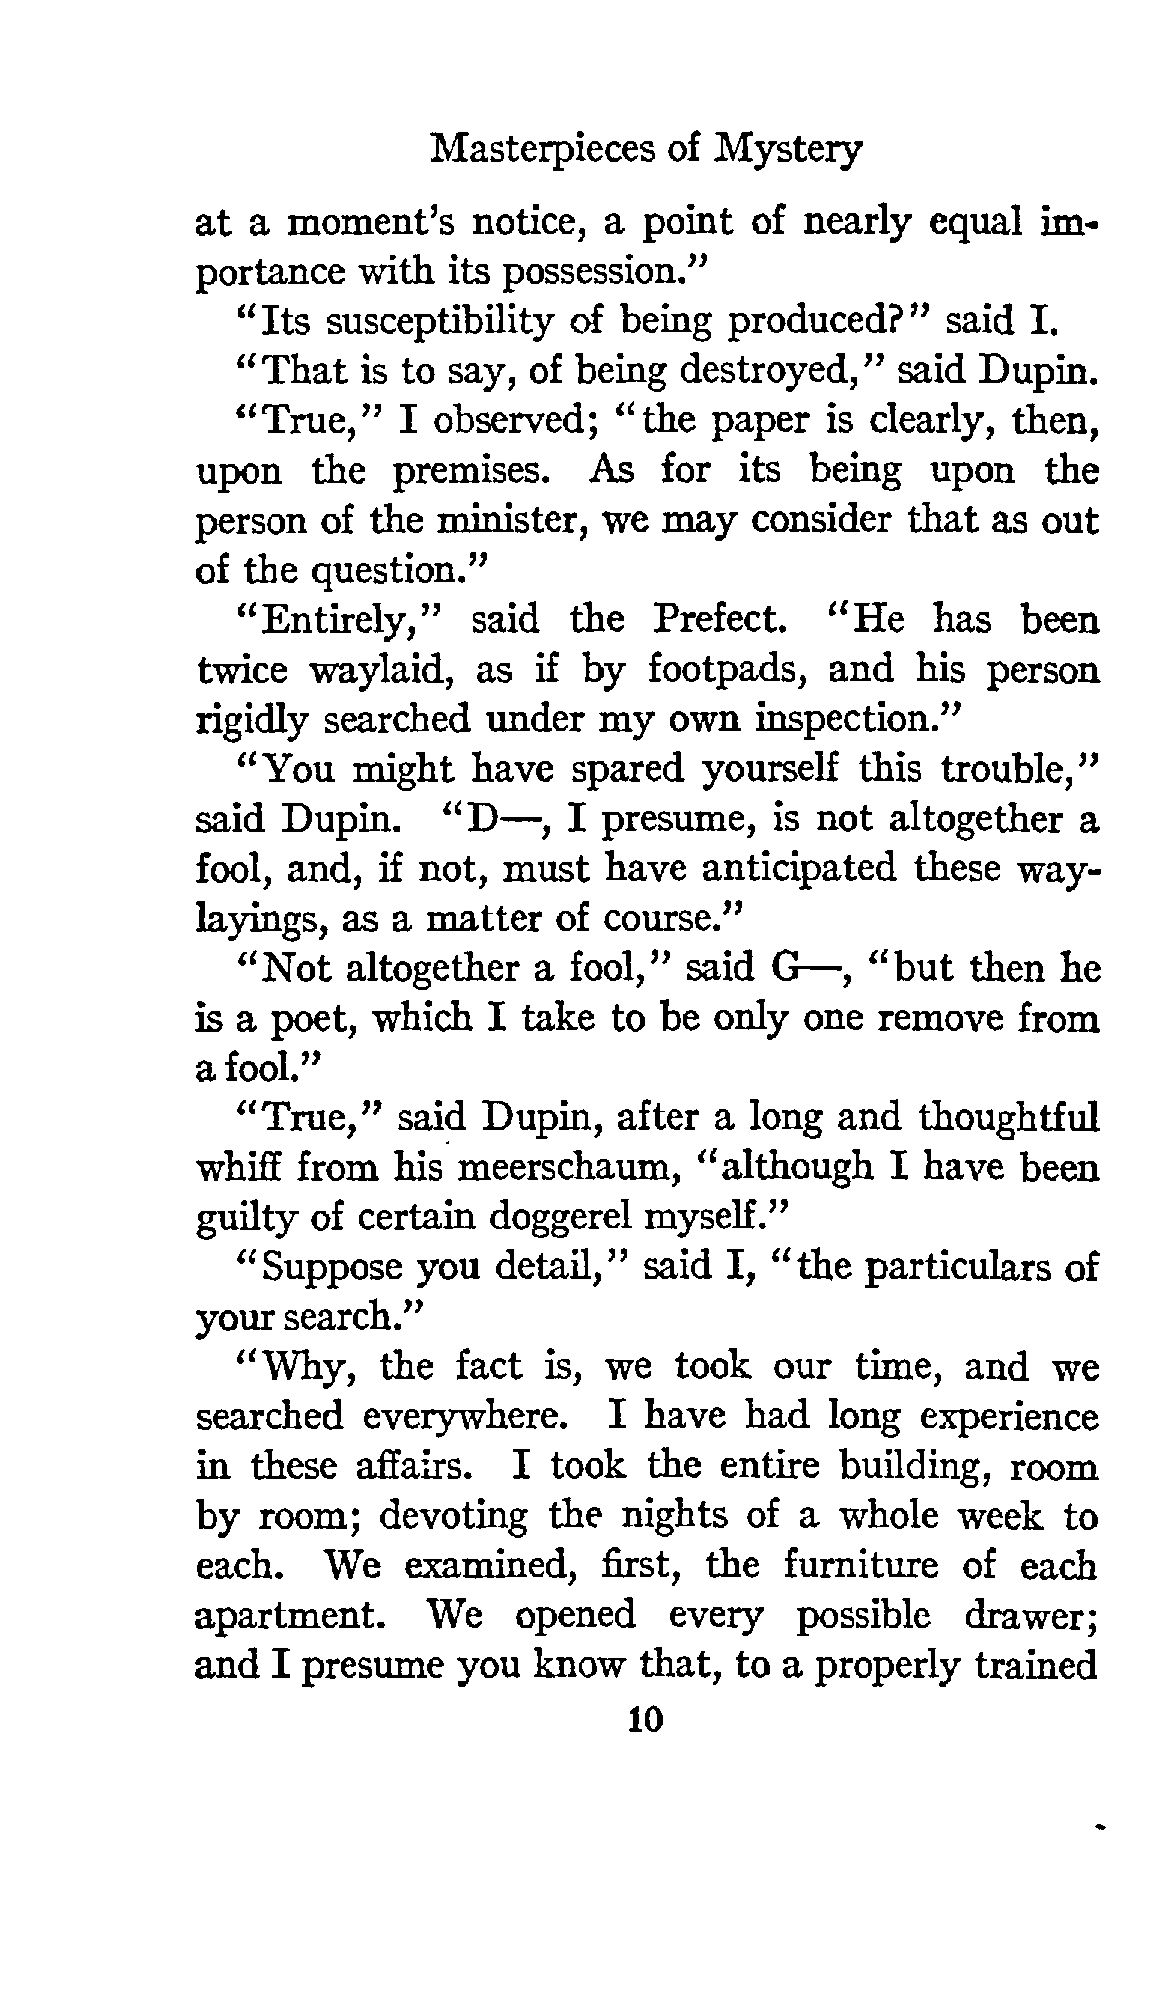 Masterpieces of Mystery
at a moment's notice, a point of nearly equal im-
portance with its possession."
"Its susceptibility of being produced?" said I.
"That is to say, of being destroyed," said Dupin.
"True," I observed; "the paper is clearly, then,
upon the premises. As for its being upon the
person of the minister, we may consider that as out
of the question."
"Entirely," said the Prefect. "He has been
twice waylaid, as if by footpads, and his person
rigidly searched under my own inspection."
"You might have spared yourself this trouble,"
said Dupin. "D—, I presume, is not altogether a
fool, and, if not, must have anticipated these way-
layings, as a matter of course."
"Not altogether a fool," said G—, "but then he
is a poet, which I take to be only one remove from
a fool."
"True," said Dupin, after a long and thoughtful
whiff from his meerschaum, "although I have been
guilty of certain doggerel myself."
"Suppose you detail," said I, "the particulars of
your search."
"Why, the fact is, we took our time, and we
searched everywhere. I have had long experience
in these affairs. I took the entire building, room
by room; devoting the nights of a whole week to
each. We examined, first, the furniture of each
apartment. We opened every possible drawer;
and I presume you know that, to a properly trained
10